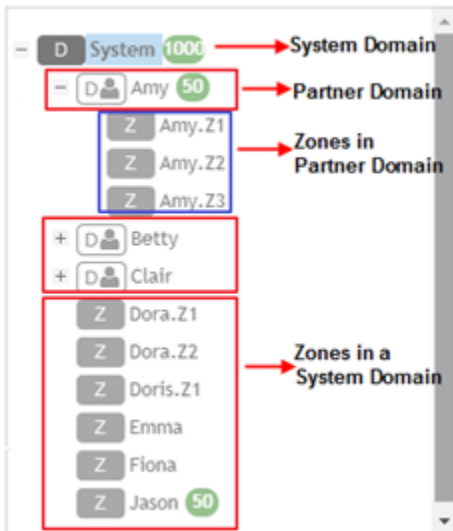 − D System 1000 System Domain
− D Amy 50 Partner Domain
Z Amy.Z1
Z Amy.Z2
Z Amy.Z3
Zones in
Partner Domain
+ D Betty
+ D Clair
Z Dora.Z1
Z Dora.Z2
Z Doris.Z1
Z Emma
Z Fiona
Z Jason 50
Zones in a
System Domain